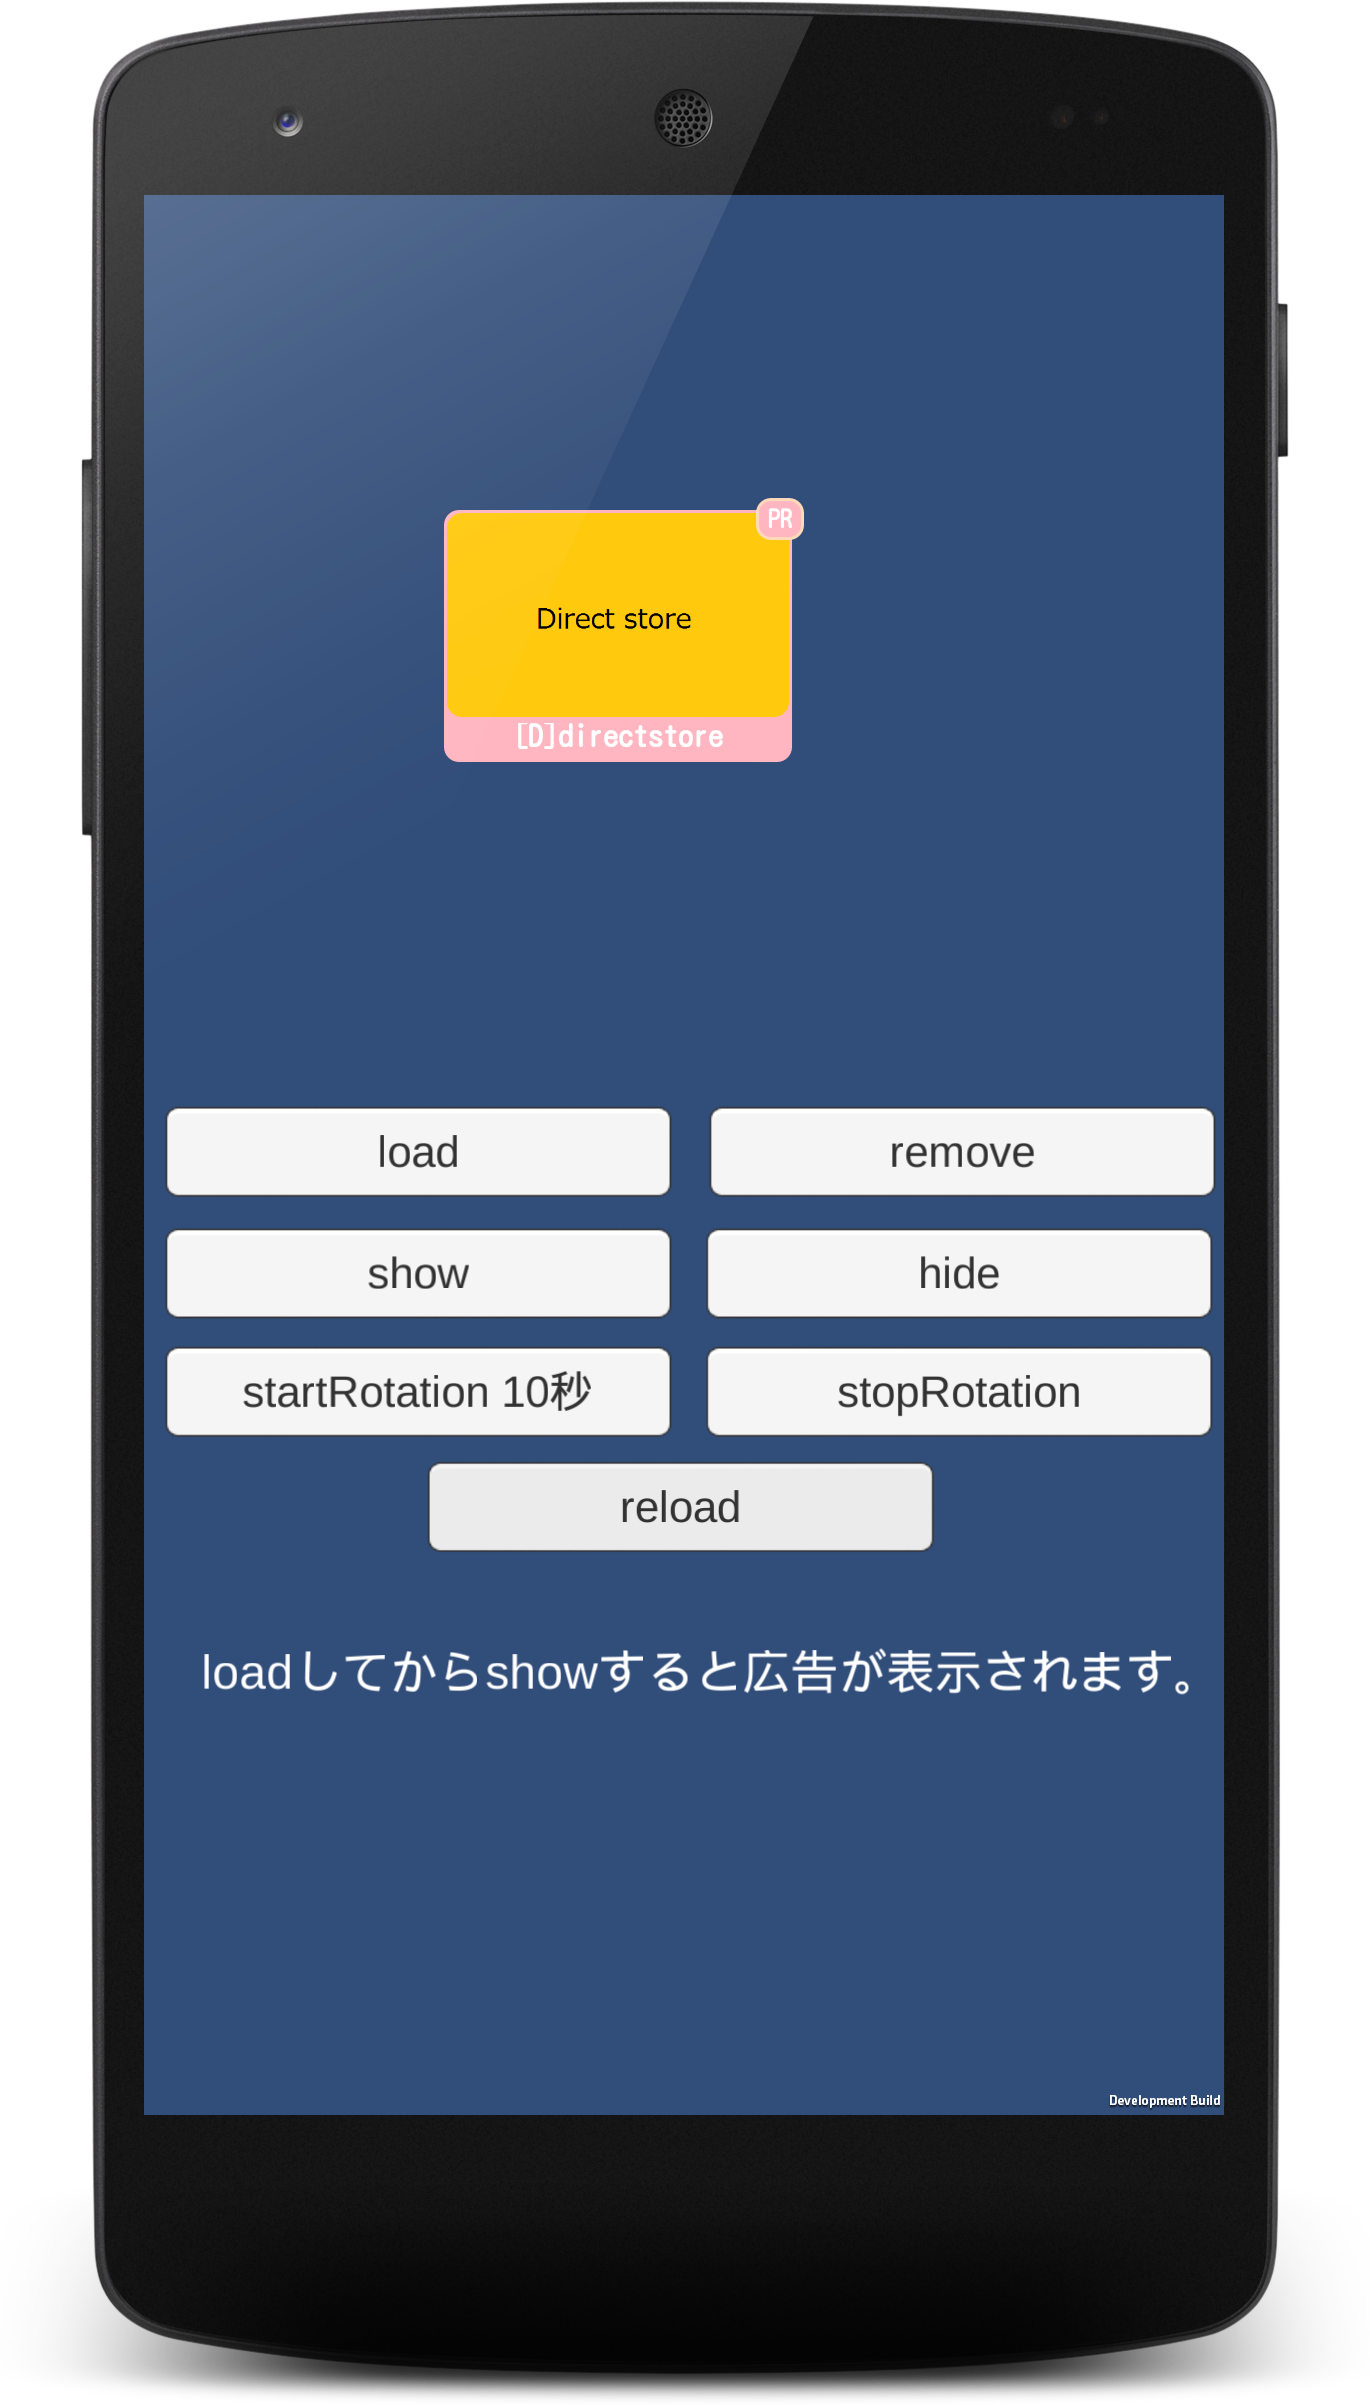 PR
Direct store
[D]directstore
load
remove
show
hide
startRotation 10秒
stopRotation
reload
loadしてからshowすると広告が表示されます。
Development Build